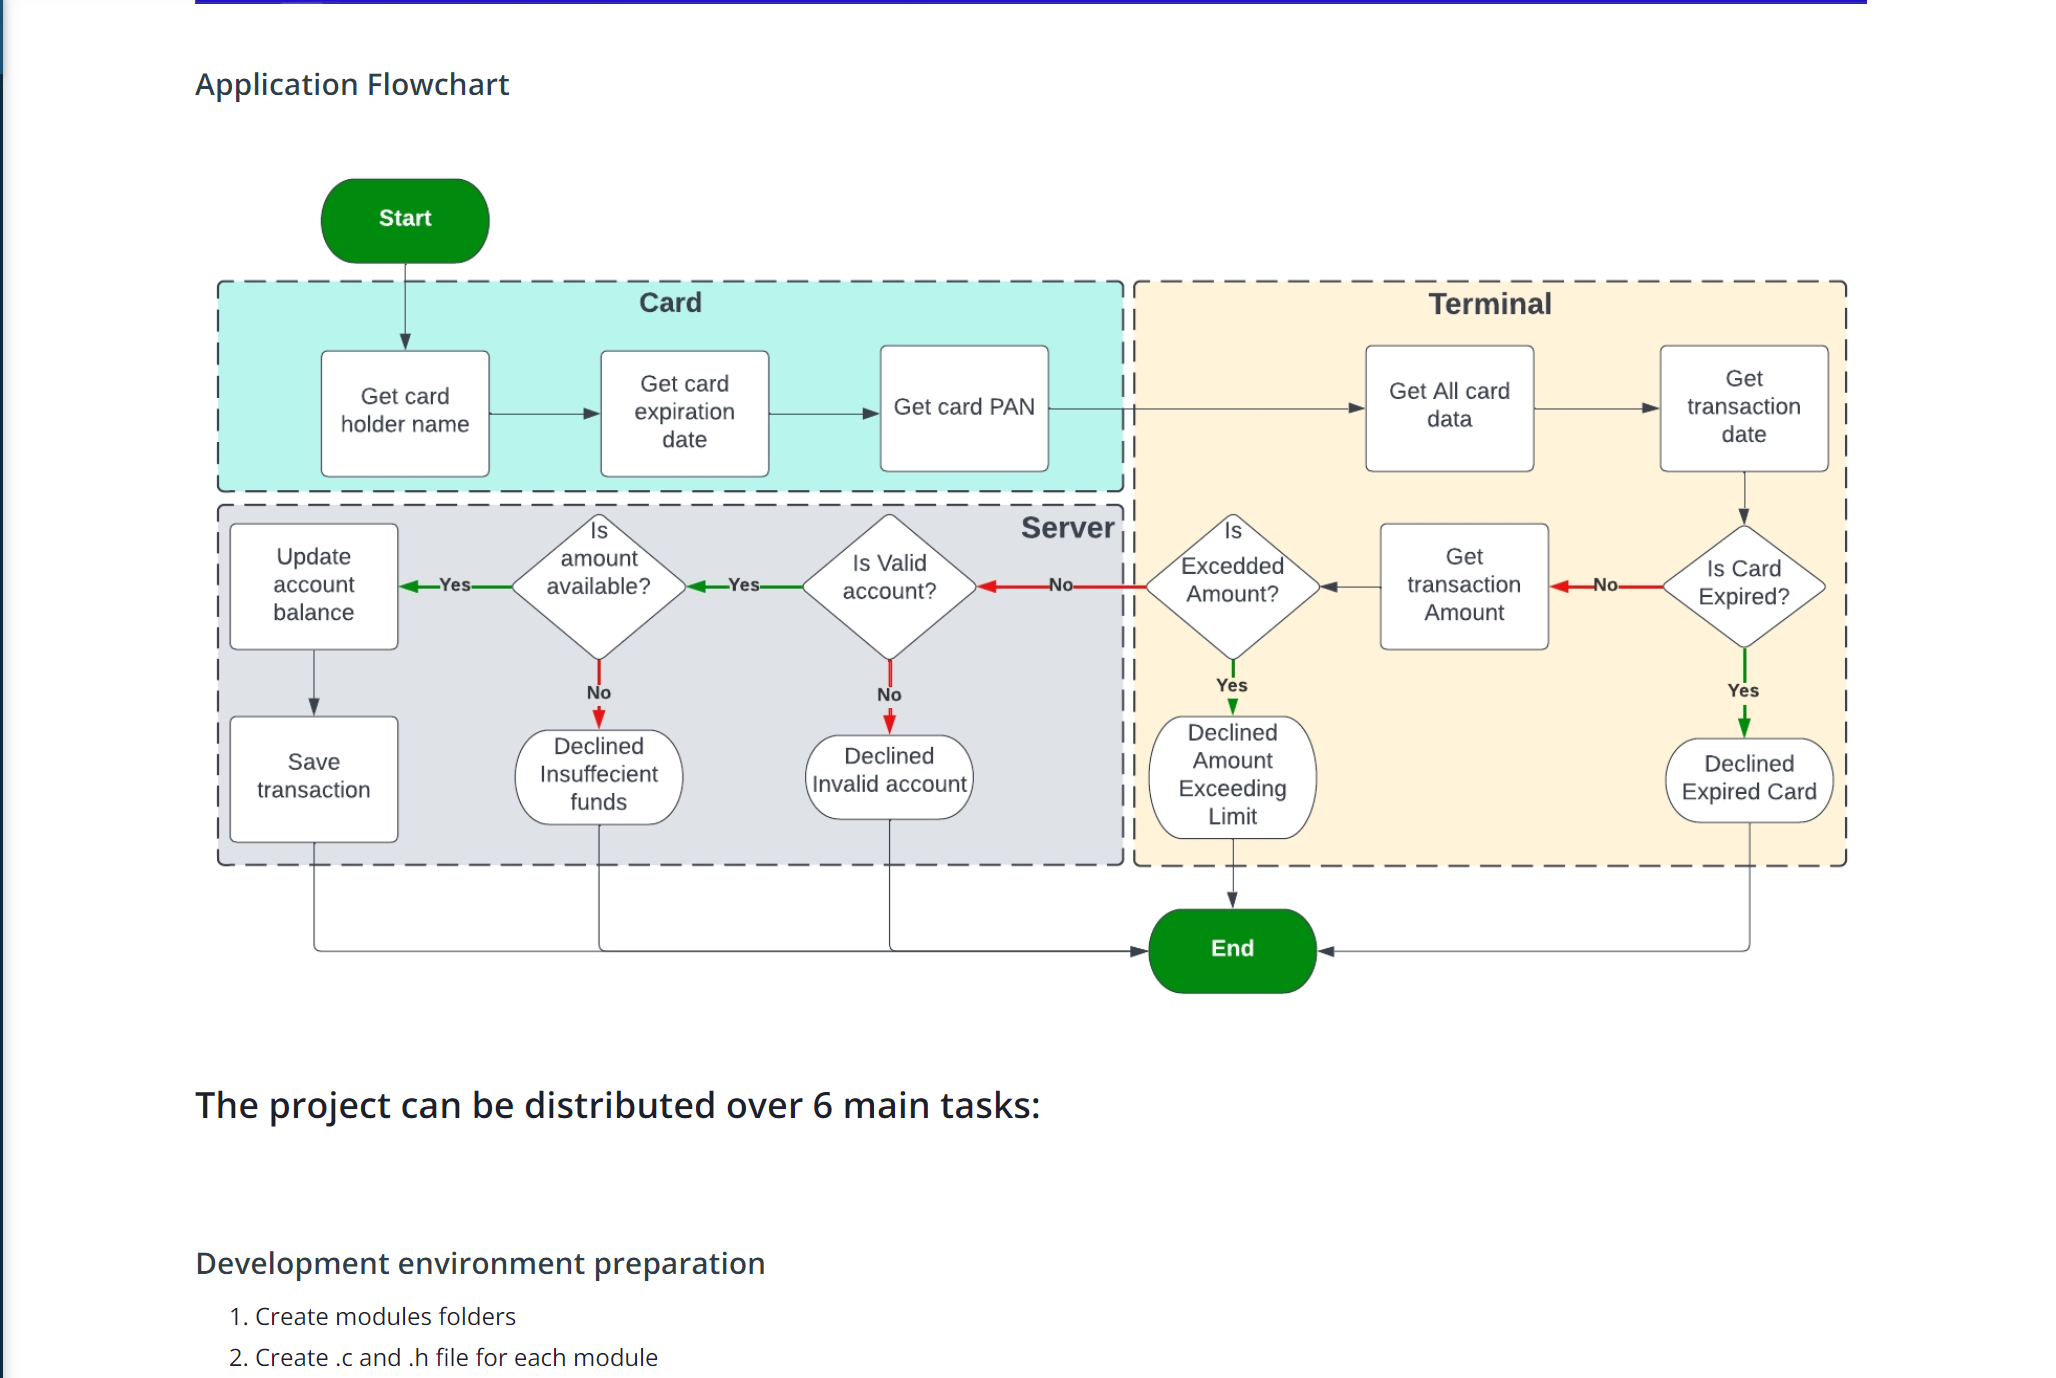 Application Flowchart
Start
Card
Get card
holder name
Get card
expiration
date
Get card PAN
Terminal
Get All card
data
Get
transaction
date
Server
Update
account
balance
Yes
Is
amount
available?
Yes
Is Valid
account?
No
Is
Excedded
Amount?
Get
transaction
Amount
No
Is Card
Expired?
No
No
Yes
Yes
Save
transaction
Declined
Insuffecient
funds
Declined
Invalid account
Declined
Amount
Exceeding
Limit
Declined
Expired Card
End
The project can be distributed over 6 main tasks:
Development environment preparation
1. Create modules folders
2. Create .c and .h file for each module